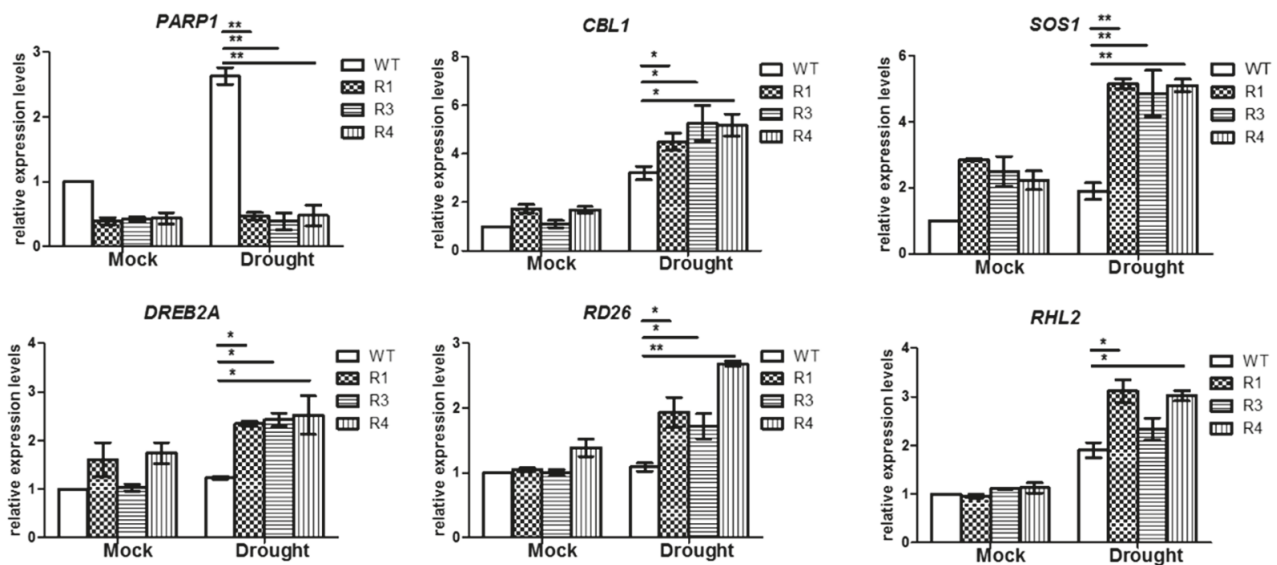 PARP1
relative expression levels
3
2
1
0
**
**
**
Mock
Drought
WT
R1
R3
R4
CBL1
relative expression levels
8
6
4
2
0
*
*
*
Mock
Drought
WT
R1
R3
R4
SOS1
relative expression levels
6
4
2
0
**
**
**
Mock
Drought
WT
R1
R3
R4
DREB2A
relative expression levels
4
3
2
1
0
*
*
*
Mock
Drought
WT
R1
R3
R4
RD26
relative expression levels
3
2
1
0
*
*
**
Mock
Drought
WT
R1
R3
R4
RHL2
relative expression levels
4
3
2
1
0
*
*
Mock
Drought
WT
R1
R3
R4